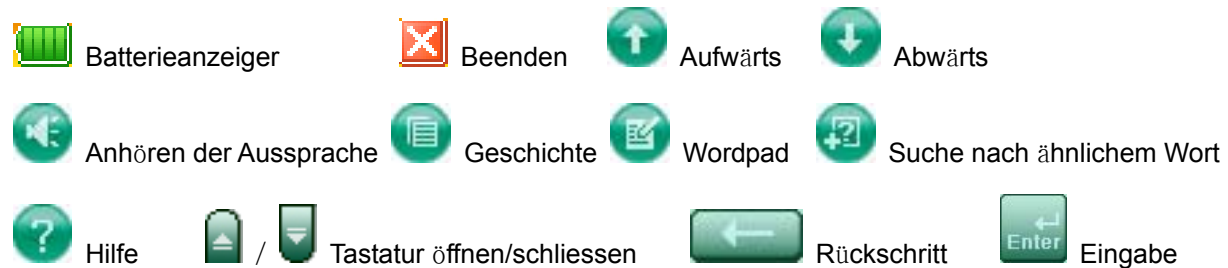 Batterieanzeiger Beenden Aufwärts Abwärts
Anhören der Aussprache Geschichte Wordpad ? Suche nach ähnlichem Wort
? Hilfe / Tastatur öffnen/schliessen Rückschritt Enter Eingabe